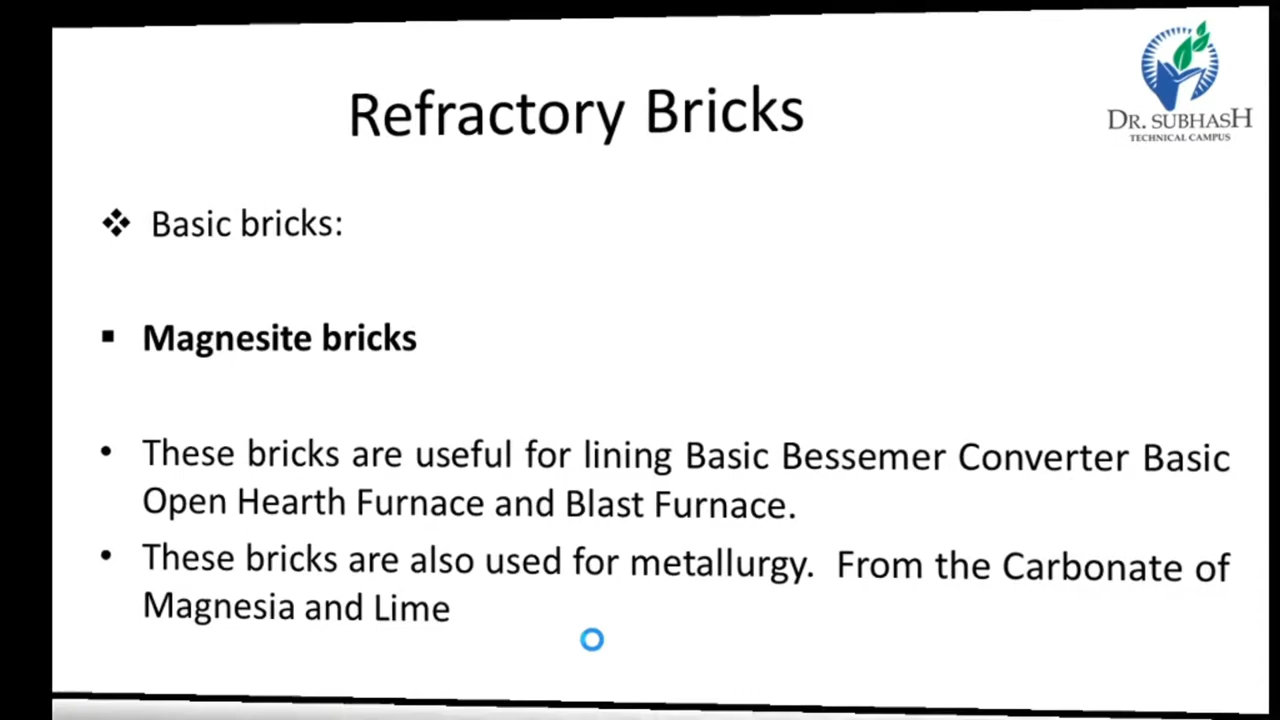 DR. SUBHASH
TECHNICAL CAMPUS
Refractory Bricks
Basic bricks:
Magnesite bricks
These bricks are useful for lining Basic Bessemer Converter Basic
Open Hearth Furnace and Blast Furnace.
These bricks are also used for metallurgy. From the Carbonate of
Magnesia and Lime